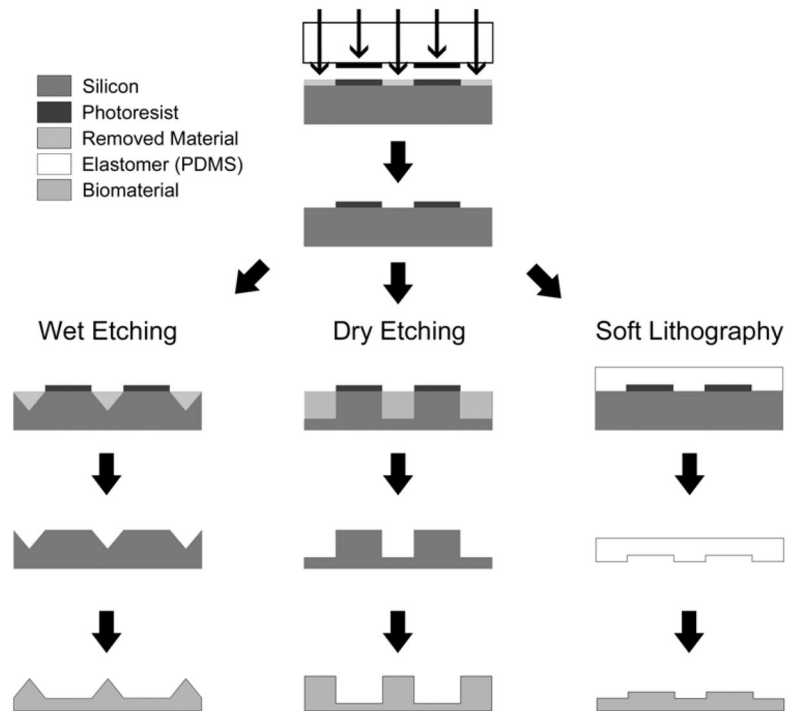 Silicon
Photoresist
Removed Material
Elastomer (PDMS)
Biomaterial
Wet Etching
Dry Etching
Soft Lithography